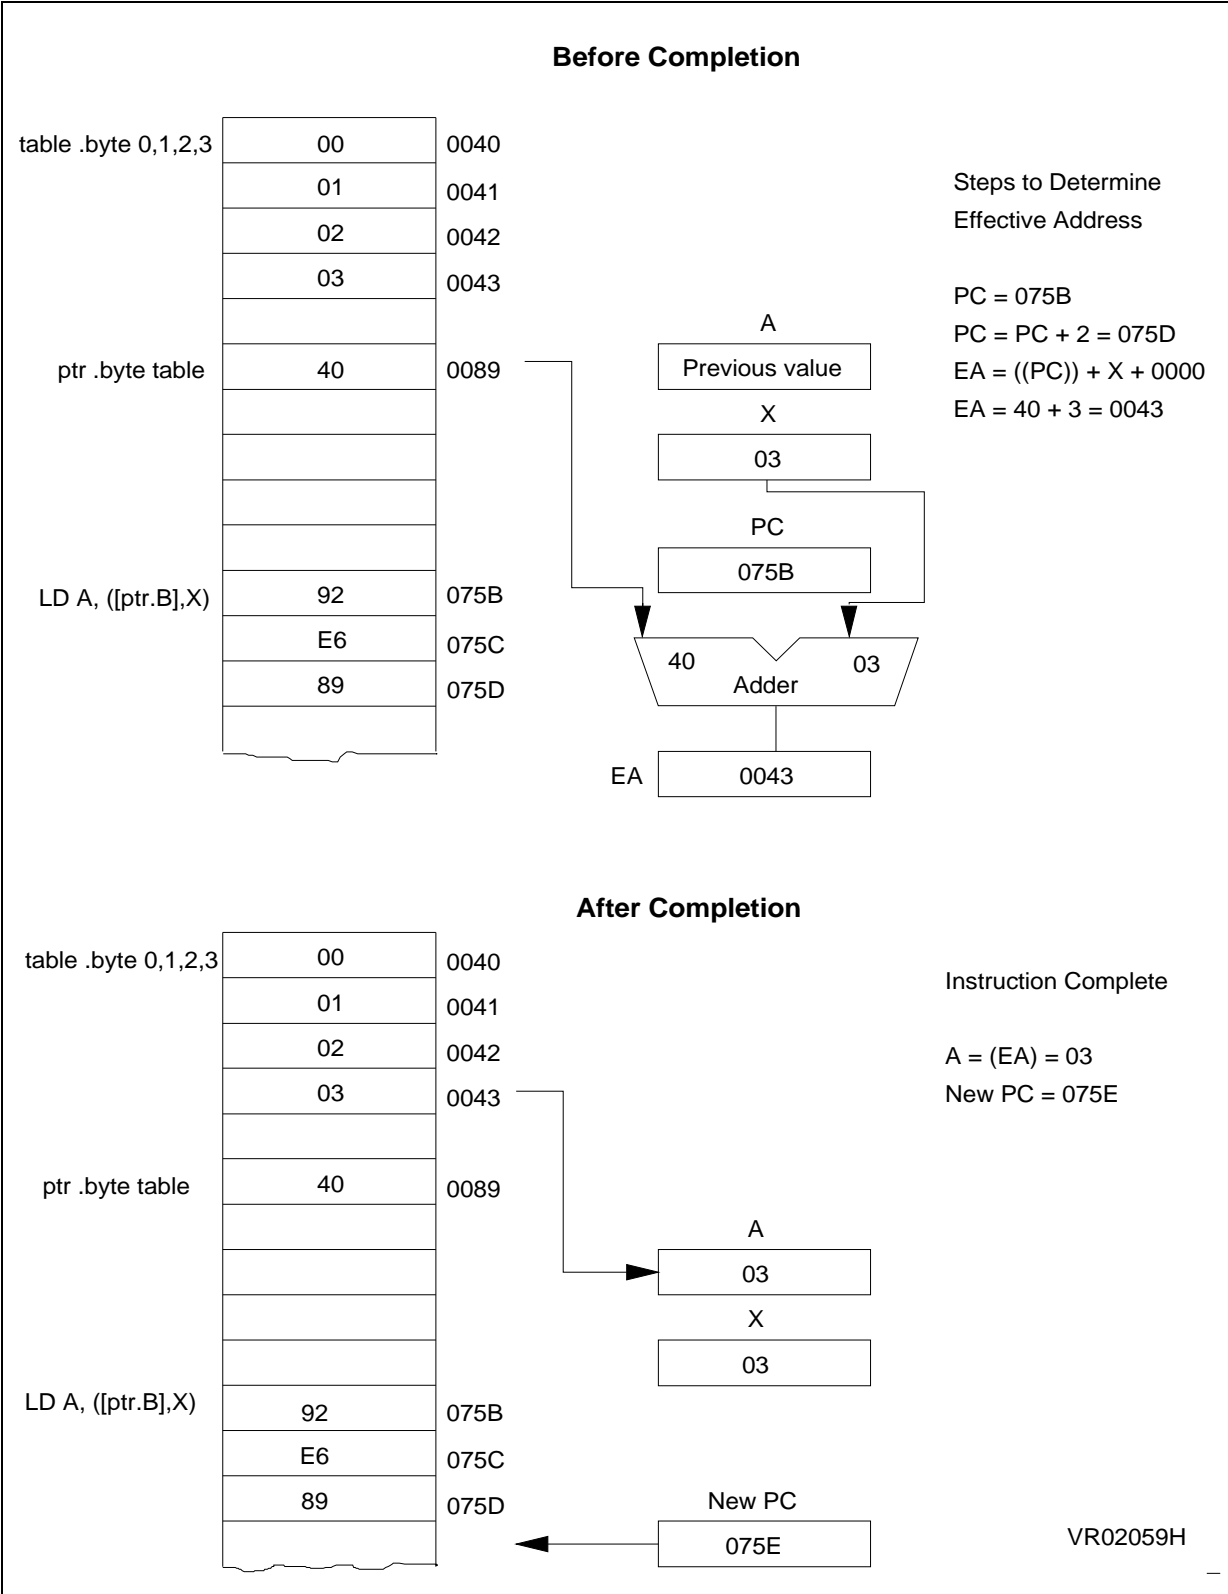 Before Completion
table .byte 0,1,2,3
00
0040
01
0041
02
0042
03
0043
ptr .byte table
40
0089
LD A, ([ptr.B],X)
92
075B
E6
075C
89
075D
A
Previous value
X
03
PC
075B
40
03
Adder
EA
0043
Steps to Determine
Effective Address
PC = 075B
PC = PC + 2 = 075D
EA = ((PC)) + X + 0000
EA = 40 + 3 = 0043
After Completion
table .byte 0,1,2,3
00
0040
01
0041
02
0042
03
0043
ptr .byte table
40
0089
LD A, ([ptr.B],X)
92
075B
E6
075C
89
075D
A
03
X
03
New PC
075E
Instruction Complete
A = (EA) = 03
New PC = 075E
VR02059H
_